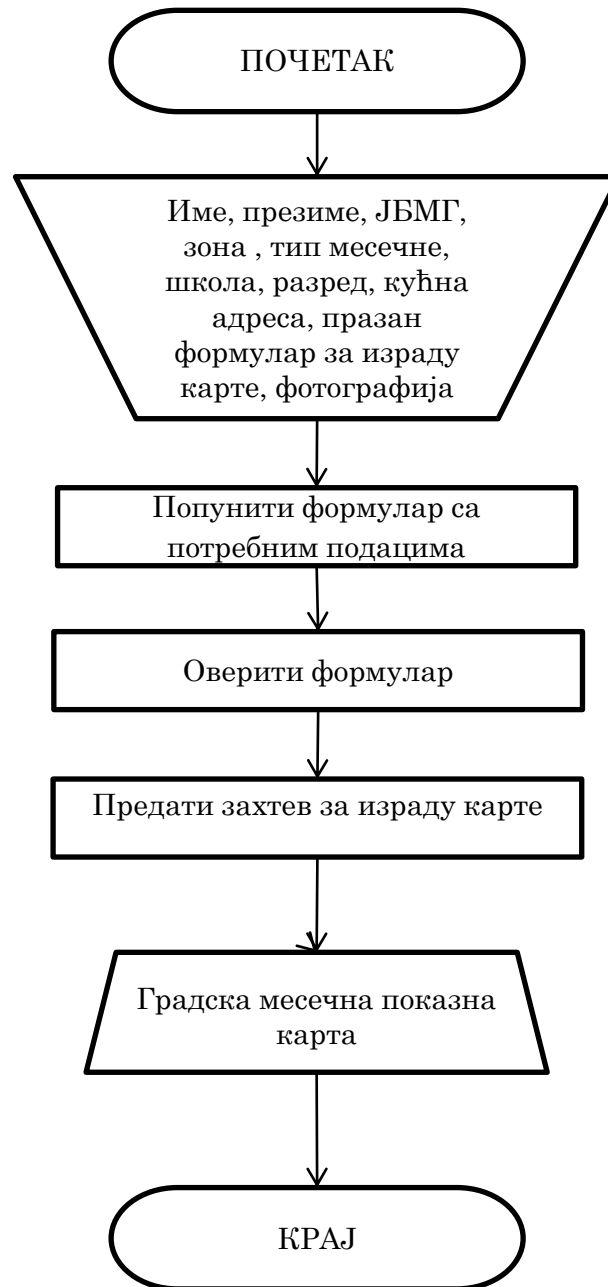 ПОЧЕТАК
Име, презиме, ЈБМГ,
зона , тип месечне,
школа, разред, кућна
адреса, празан
формулар за израду
карте, фотографија
Попунити формулар са
потребним подацима
Оверити формулар
Предати захтев за израду карте
Градска месечна показна
карта
КРАЈ